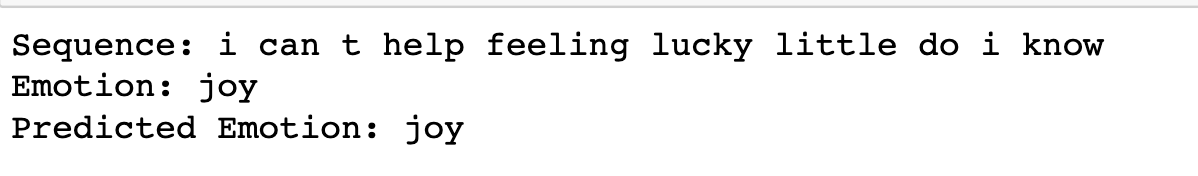 Sequence: i can t help feeling lucky little do i know
Emotion: joy
Predicted Emotion: joy